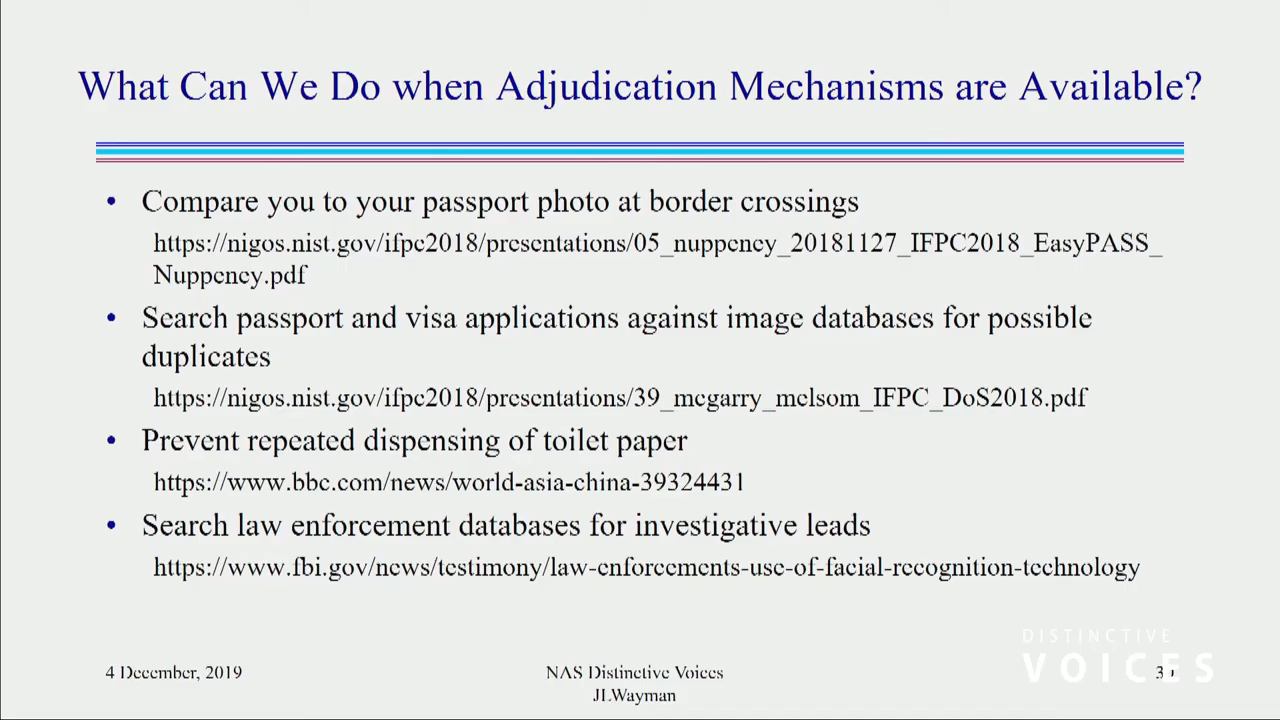 What Can We Do when Adjudication Mechanisms are Available?
• Compare you to your passport photo at border crossings
https://nigos.nist.gov/ifpc2018/presentations/05_nuppeney_20181127_IFPC2018_EasyPASS_
Nuppeney.pdf
• Search passport and visa applications against image databases for possible
duplicates
https://nigos.nist.gov/ifpc2018/presentations/39_mcgarry_melsom_IFPC_DoS2018.pdf
• Prevent repeated dispensing of toilet paper
https://www.bbc.com/news/world-asia-china-39324431
• Search law enforcement databases for investigative leads
https://www.fbi.gov/news/testimony/law-enforcements-use-of-facial-recognition-technology
DISTINCTIVE
VOICES
4 December, 2019
NAS Distinctive Voices
JL.Wayman